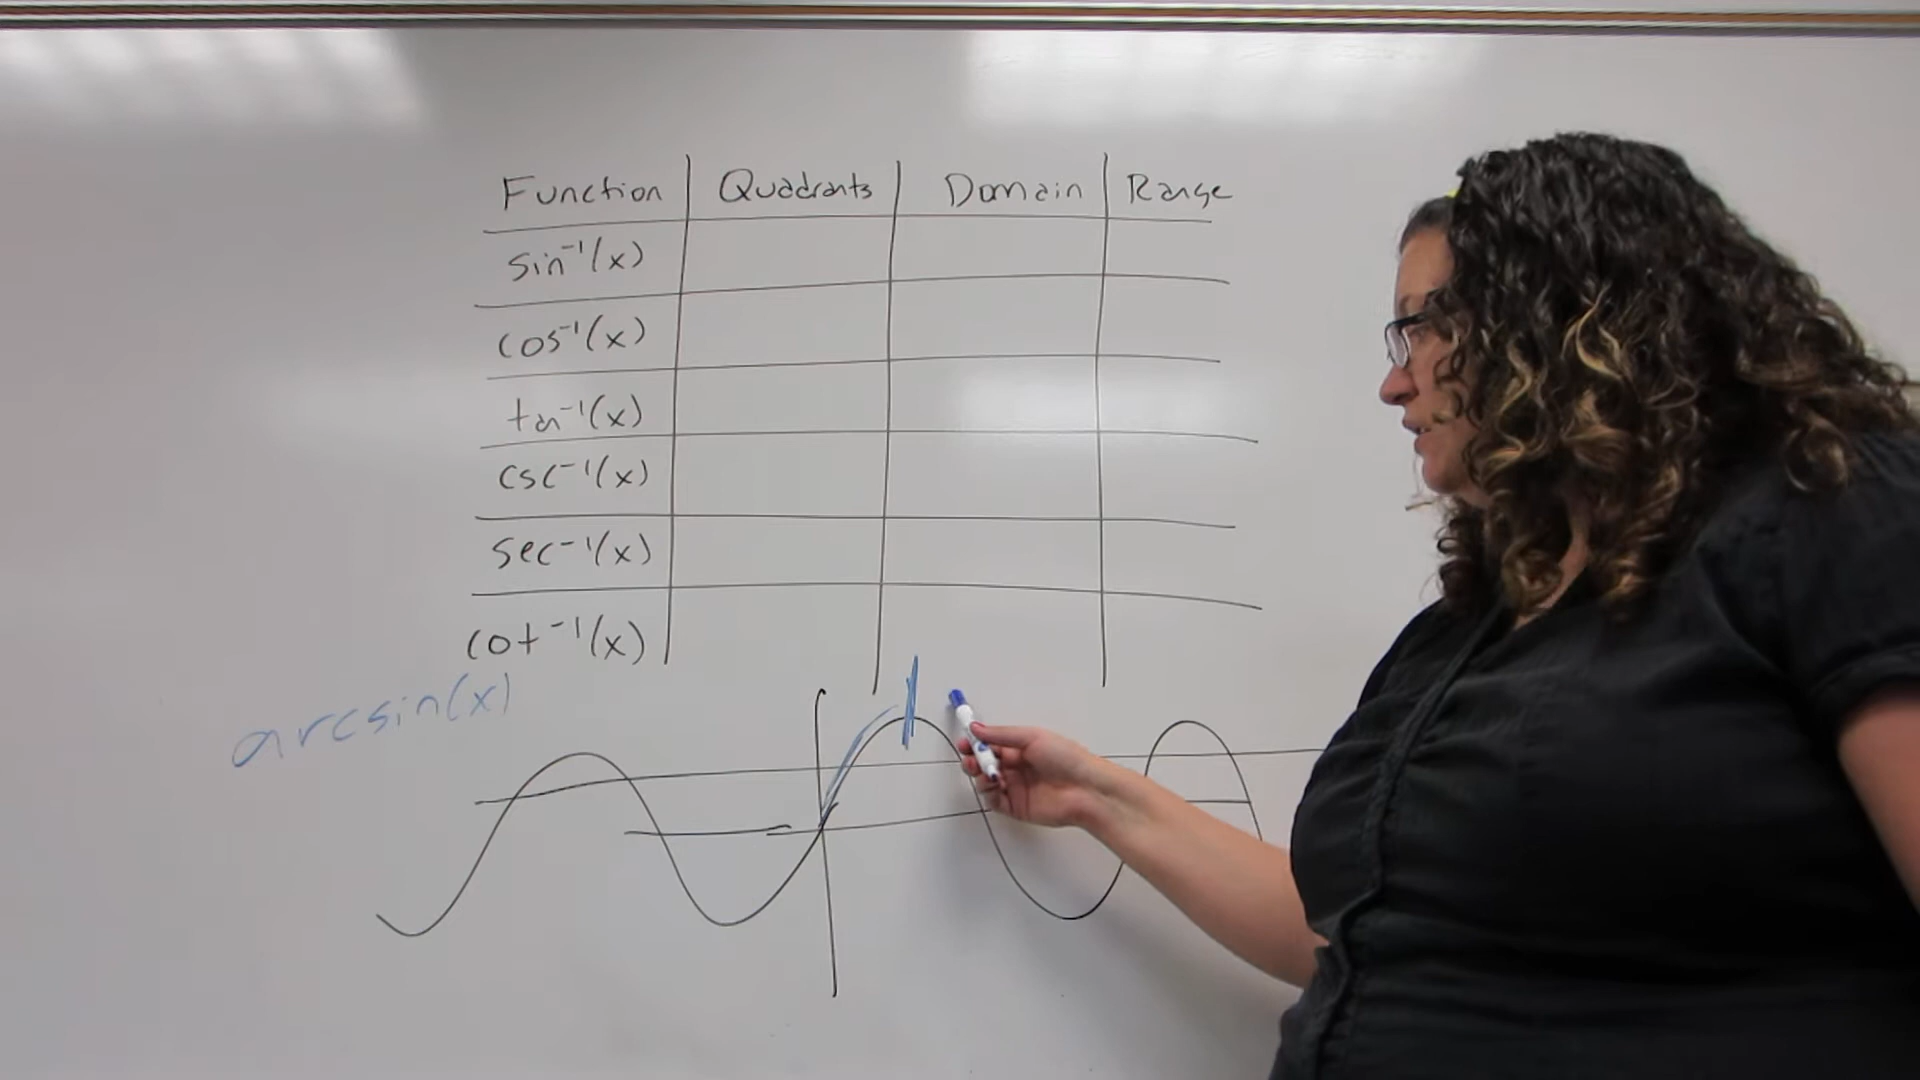 Function Quadrants Domain Range
sin⁻¹(x)
cos⁻¹(x)
tan⁻¹(x)
csc⁻¹(x)
sec⁻¹(x)
cot⁻¹(x)
arcsin(x)